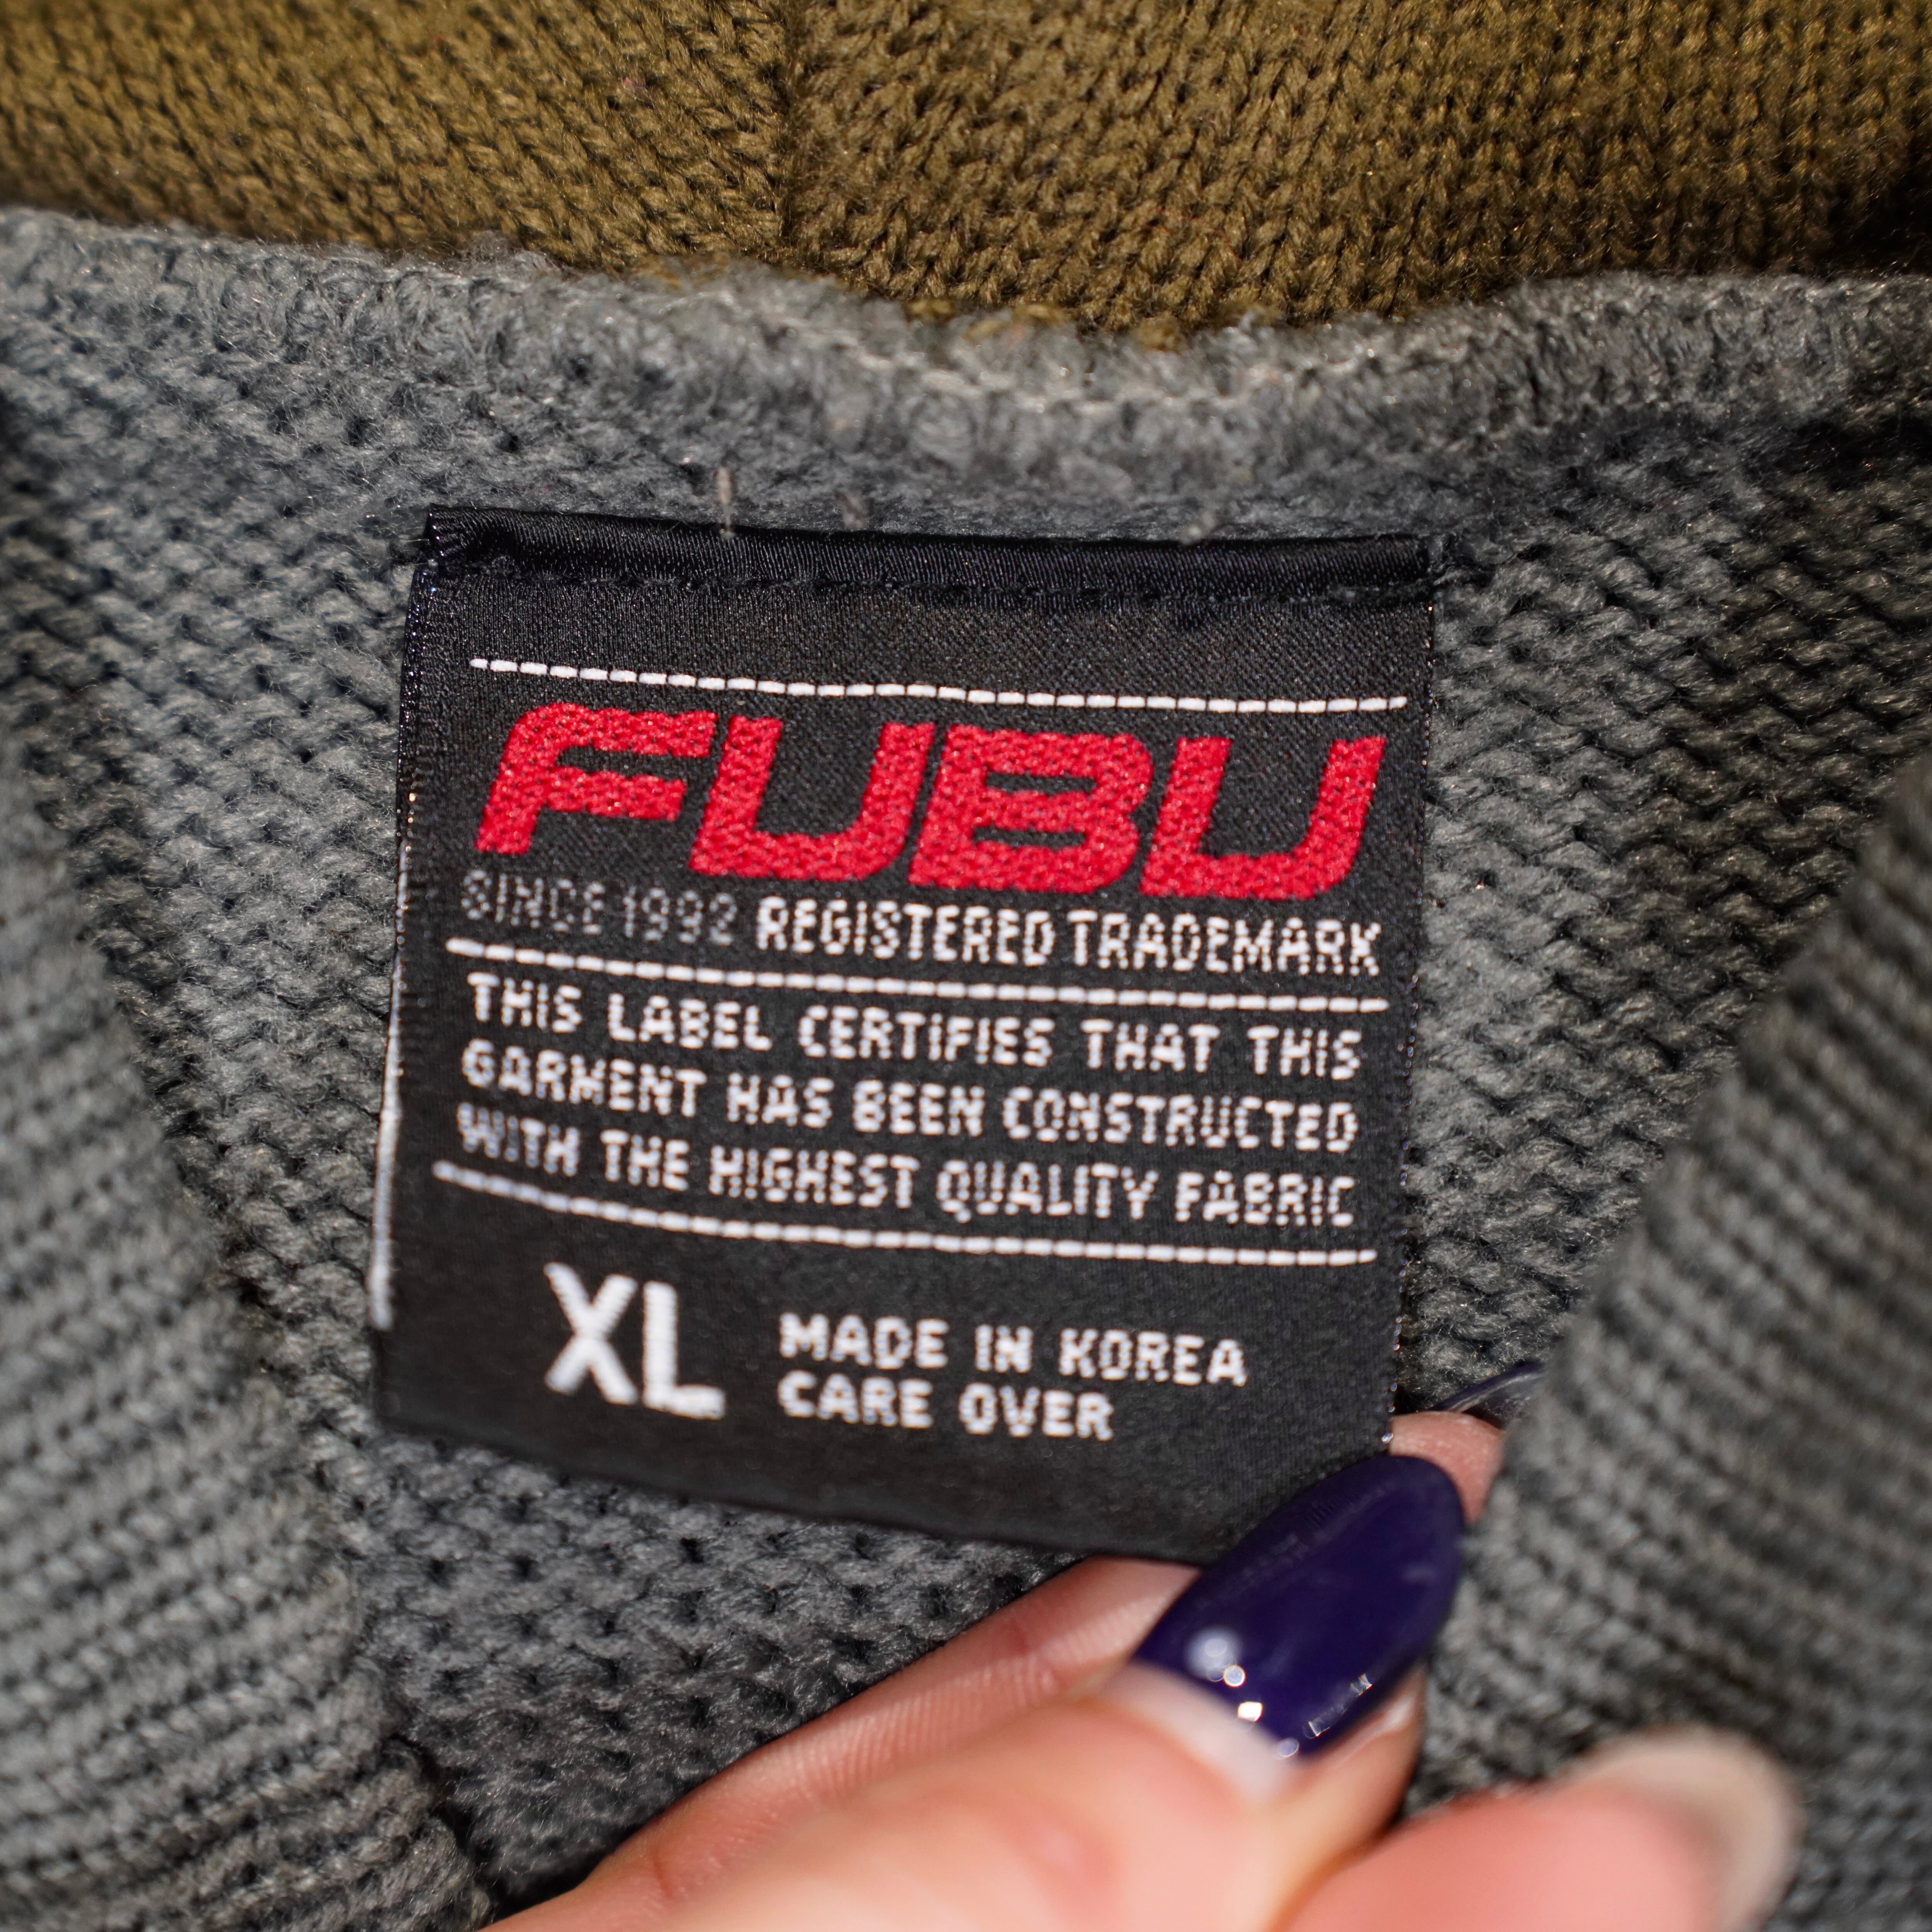 FUBU
SINCE 1992 REGISTERED TRADEMARK
THIS LABEL CERTIFIES THAT THIS
GARMENT HAS BEEN CONSTRUCTED
WITH THE HIGHEST QUALITY FABRIC
XL MADE IN KOREA
CARE OVER